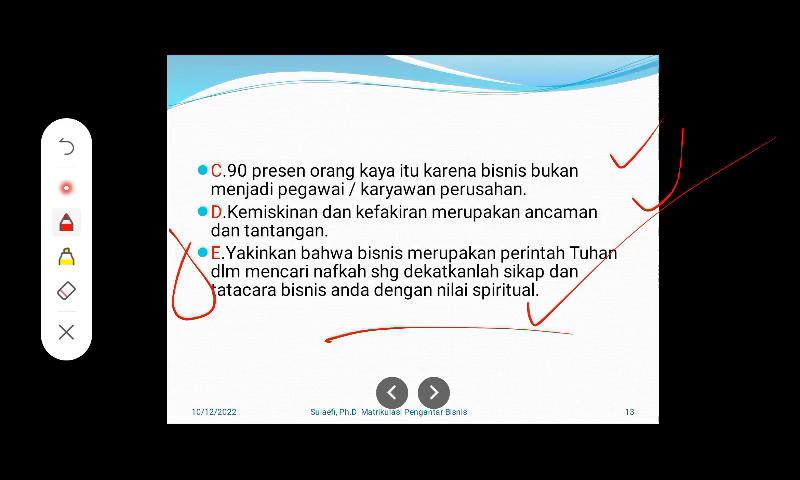 C.90 presen orang kaya itu karena bisnis bukan
menjadi pegawai / karyawan perusahan.
D.Kemiskinan dan kefakiran merupakan ancaman
dan tantangan.
E.Yakinkan bahwa bisnis merupakan perintah Tuhan
dlm mencari nafkah shg dekatkanlah sikap dan
tatacara bisnis anda dengan nilai spiritual.
10/12/2022 Sulaefi, Ph.D Matrikulasi Pengantar Bisnis 13